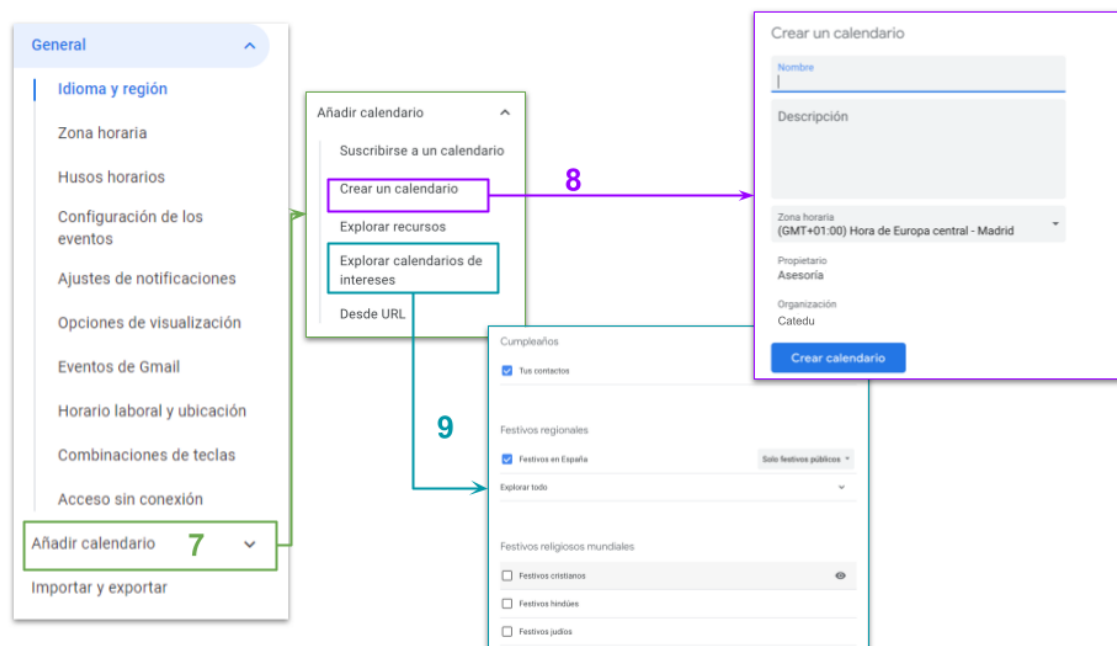 General
Idioma y región
Zona horaria
Husos horarios
Configuración de los
eventos
Ajustes de notificaciones
Opciones de visualización
Eventos de Gmail
Horario laboral y ubicación
Combinaciones de teclas
Acceso sin conexión
Añadir calendario 7
Importar y exportar
Añadir calendario
Suscribirse a un calendario
Crear un calendario
Explorar recursos
Explorar calendarios de
intereses
Desde URL
8
Crear un calendario
Nombre
Descripción
Zona horaria
(GMT+01:00) Hora de Europa central - Madrid
Propietario
Asesoría
Organización
Catedu
Crear calendario
9
Cumpleaños
Tus contactos
Festivos regionales
Festivos en España Solo festivos públicos
Explorar todo
Festivos religiosos mundiales
Festivos cristianos
Festivos hindúes
Festivos judíos